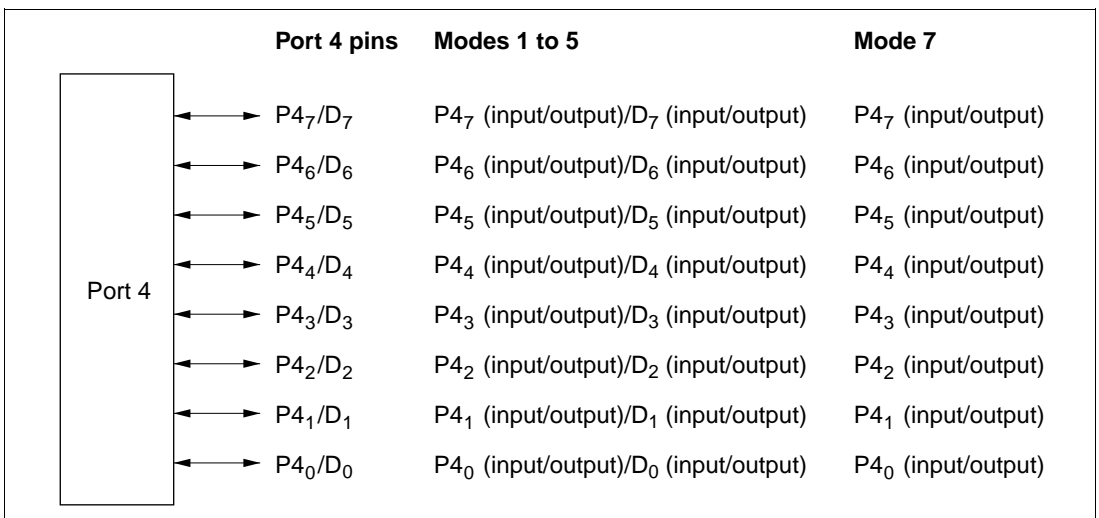 Port 4 pins Modes 1 to 5 Mode 7
P4₇/D₇ P4₇ (input/output)/D₇ (input/output) P4₇ (input/output)
P4₆/D₆ P4₆ (input/output)/D₆ (input/output) P4₆ (input/output)
P4₅/D₅ P4₅ (input/output)/D₅ (input/output) P4₅ (input/output)
P4₄/D₄ P4₄ (input/output)/D₄ (input/output) P4₄ (input/output)
Port 4
P4₃/D₃ P4₃ (input/output)/D₃ (input/output) P4₃ (input/output)
P4₂/D₂ P4₂ (input/output)/D₂ (input/output) P4₂ (input/output)
P4₁/D₁ P4₁ (input/output)/D₁ (input/output) P4₁ (input/output)
P4₀/D₀ P4₀ (input/output)/D₀ (input/output) P4₀ (input/output)